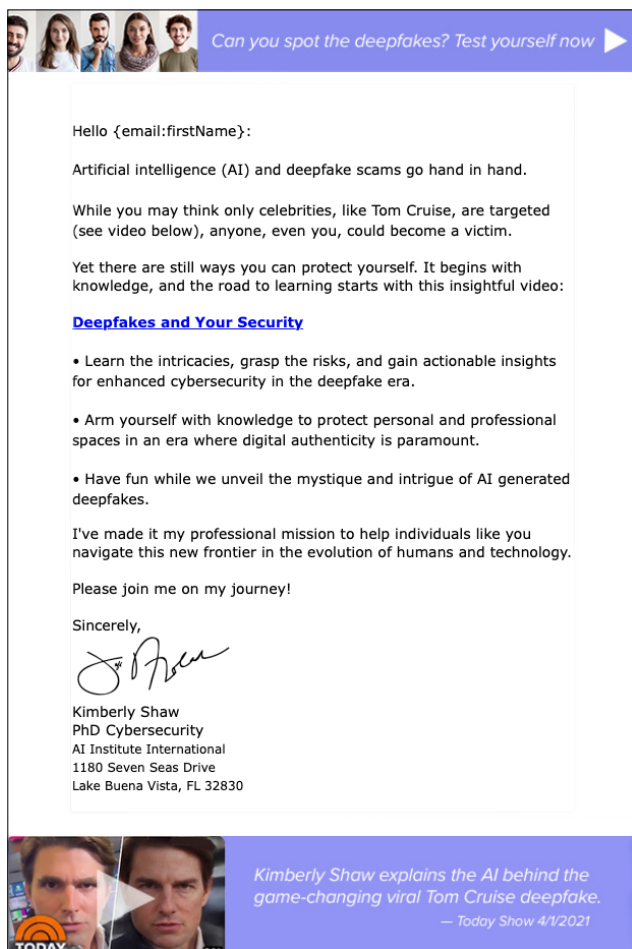 Can you spot the deepfakes? Test yourself now
Hello {email:firstName}:
Artificial intelligence (AI) and deepfake scams go hand in hand.
While you may think only celebrities, like Tom Cruise, are targeted
(see video below), anyone, even you, could become a victim.
Yet there are still ways you can protect yourself. It begins with
knowledge, and the road to learning starts with this insightful video:
Deepfakes and Your Security
• Learn the intricacies, grasp the risks, and gain actionable insights
for enhanced cybersecurity in the deepfake era.
• Arm yourself with knowledge to protect personal and professional
spaces in an era where digital authenticity is paramount.
• Have fun while we unveil the mystique and intrigue of AI generated
deepfakes.
I've made it my professional mission to help individuals like you
navigate this new frontier in the evolution of humans and technology.
Please join me on my journey!
Sincerely,
Kimberly Shaw
PhD Cybersecurity
AI Institute International
1180 Seven Seas Drive
Lake Buena Vista, FL 32830
Kimberly Shaw explains the AI behind the
game-changing viral Tom Cruise deepfake.
— Today Show 4/1/2021
TODAY